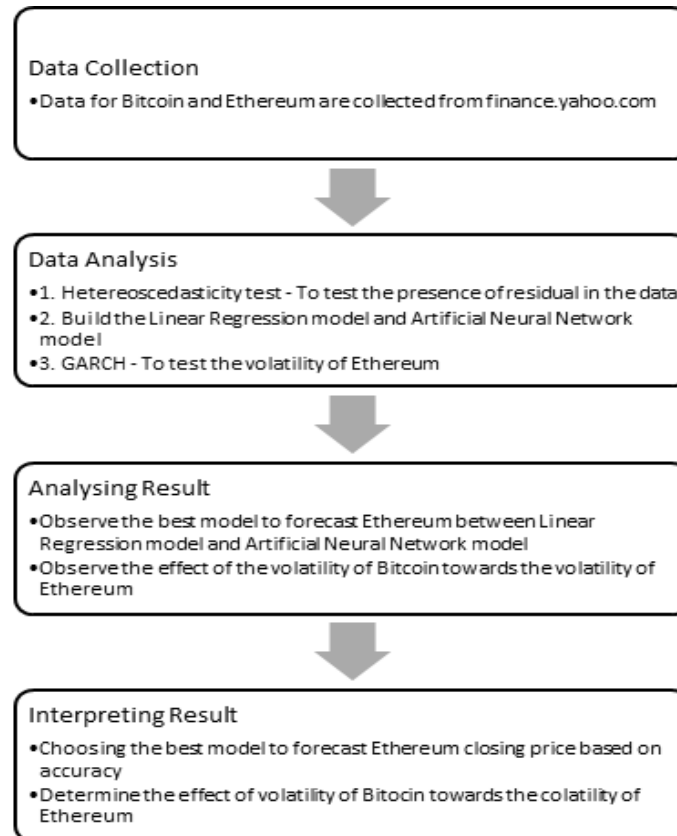 Data Collection
•Data for Bitcoin and Ethereum are collected from finance.yahoo.com
Data Analysis
•1. Hetereoscedasticity test - To test the presence of residual in the data
•2. Build the Linear Regression model and Artificial Neural Network
model
•3. GARCH - To test the volatility of Ethereum
Analysing Result
•Observe the best model to forecast Ethereum between Linear
Regression model and Artificial Neural Network model
•Observe the effect of the volatility of Bitcoin towards the volatility of
Ethereum
Interpreting Result
•Choosing the best model to forecast Ethereum closing price based on
accuracy
•Determine the effect of volatility of Bitocin towards the colatility of
Ethereum